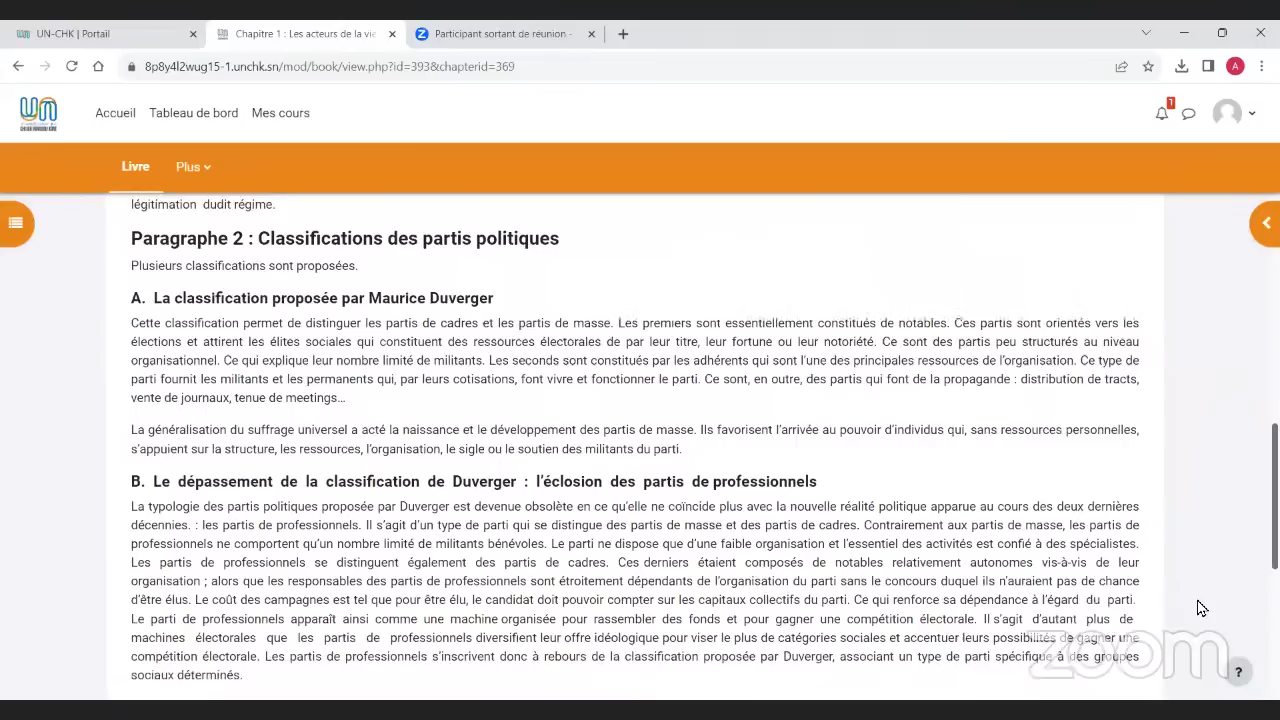 UN-CHK | Portail
Chapitre 1 : Les acteurs de la vie
Participant sortant de réunion -
8p8y4l2wug15-1.unchk.sn/mod/book/view.php?id=393&chapterid=369
A
Accueil Tableau de bord Mes cours
1
Livre Plus
légitimation dudit régime.
Paragraphe 2 : Classifications des partis politiques
Plusieurs classifications sont proposées.
A. La classification proposée par Maurice Duverger
Cette classification permet de distinguer les partis de cadres et les partis de masse. Les premiers sont essentiellement constitués de notables. Ces partis sont orientés vers les
élections et attirent les élites sociales qui constituent des ressources électorales de par leur titre, leur fortune ou leur notoriété. Ce sont des partis peu structurés au niveau
organisationnel. Ce qui explique leur nombre limité de militants. Les seconds sont constitués par les adhérents qui sont l'une des principales ressources de l'organisation. Ce type de
parti fournit les militants et les permanents qui, par leurs cotisations, font vivre et fonctionner le parti. Ce sont, en outre, des partis qui font de la propagande : distribution de tracts,
vente de journaux, tenue de meetings…
La généralisation du suffrage universel a acté la naissance et le développement des partis de masse. Ils favorisent l'arrivée au pouvoir d'individus qui, sans ressources personnelles,
s'appuient sur la structure, les ressources, l'organisation, le sigle ou le soutien des militants du parti.
B. Le dépassement de la classification de Duverger : l'éclosion des partis de professionnels
La typologie des partis politiques proposée par Duverger est devenue obsolète en ce qu'elle ne coïncide plus avec la nouvelle réalité politique apparue au cours des deux dernières
décennies. : les partis de professionnels. Il s'agit d'un type de parti qui se distingue des partis de masse et des partis de cadres. Contrairement aux partis de masse, les partis de
professionnels ne comportent qu'un nombre limité de militants bénévoles. Le parti ne dispose que d'une faible organisation et l'essentiel des activités est confié à des spécialistes.
Les partis de professionnels se distinguent également des partis de cadres. Ces derniers étaient composés de notables relativement autonomes vis-à-vis de leur
organisation ; alors que les responsables des partis de professionnels sont étroitement dépendants de l'organisation du parti sans le concours duquel ils n'auraient pas de chance
d'être élus. Le coût des campagnes est tel que pour être élu, le candidat doit pouvoir compter sur les capitaux collectifs du parti. Ce qui renforce sa dépendance à l'égard du parti.
Le parti de professionnels apparaît ainsi comme une machine organisée pour rassembler des fonds et pour gagner une compétition électorale. Il s'agit d'autant plus de
machines électorales que les partis de professionnels diversifient leur offre idéologique pour viser le plus de catégories sociales et accentuer leurs possibilités de gagner une
compétition électorale. Les partis de professionnels s'inscrivent donc à rebours de la classification proposée par Duverger, associant un type de parti spécifique à des groupes
sociaux déterminés.
zoom
?